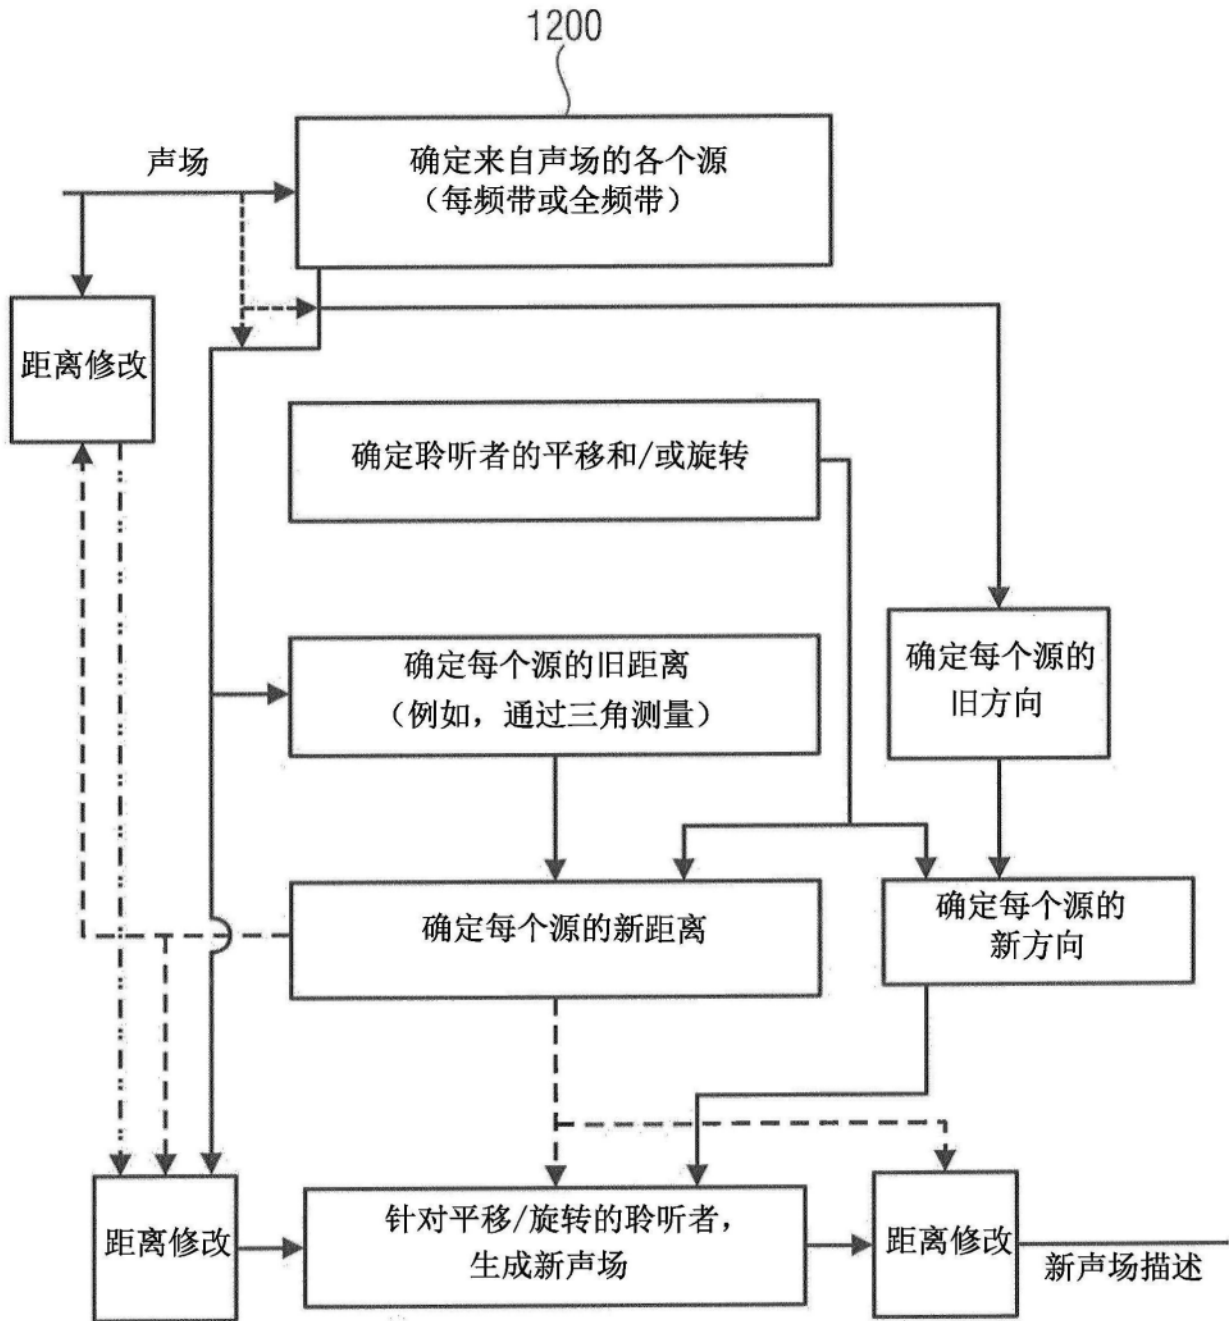 1200
声场
确定来自声场的各个源
（每频带或全频带）
距离修改
确定聆听者的平移和/或旋转
确定每个源的旧距离
（例如，通过三角测量）
确定每个源的
旧方向
确定每个源的新距离
确定每个源的
新方向
距离修改
针对平移/旋转的聆听者，
生成新声场
距离修改
新声场描述